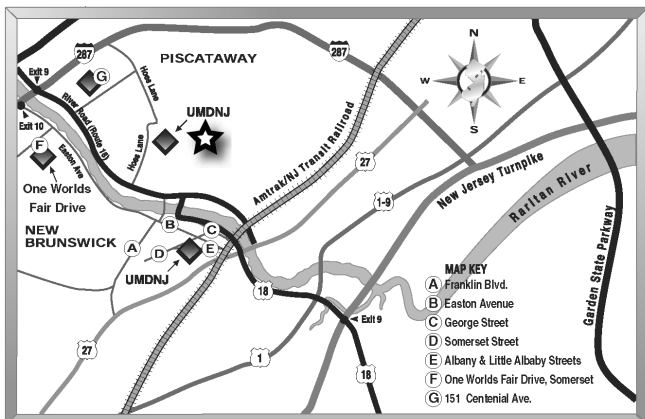 287
287
PISCATAWAY
N
W E
S
Exit 9
G
Hoes Lane
River Road (Route 18)
UMDNJ
Exit 10
Hoes Lane
F
Easton Ave
Amtrak/NJ Transit Railroad
27
One Worlds
Fair Drive
New Jersey Turnpike
1-9
Raritan River
NEW
BRUNSWICK
B
C
A
D
E
UMDNJ
18
Exit 9
27
1
18
Garden State Parkway
MAP KEY
A Franklin Blvd.
B Easton Avenue
C George Street
D Somerset Street
E Albany & Little Albaby Streets
F One Worlds Fair Drive, Somerset
G 151 Centenial Ave.